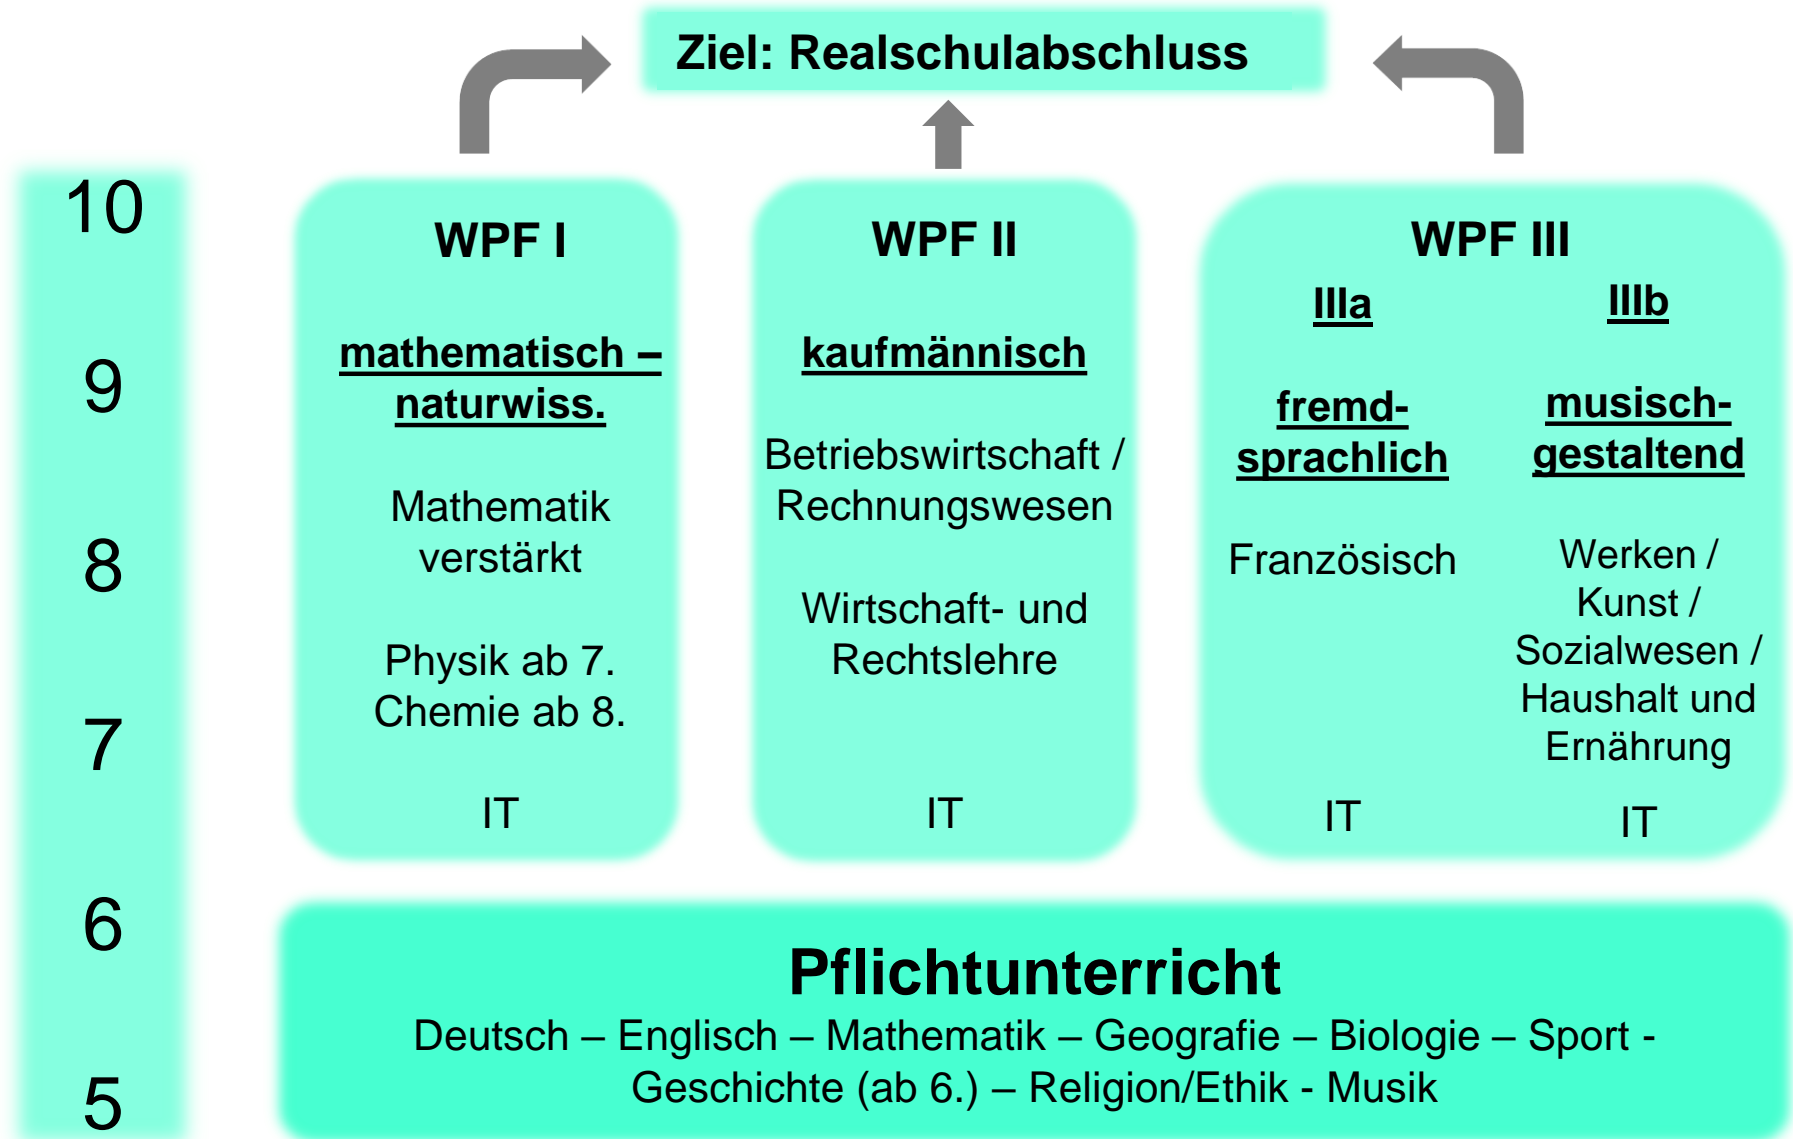 Ziel: Realschulabschluss
10
9
8
7
6
5
WPF I
mathematisch –
naturwiss.
Mathematik
verstärkt
Physik ab 7.
Chemie ab 8.
IT
WPF II
kaufmännisch
Betriebswirtschaft /
Rechnungswesen
Wirtschaft- und
Rechtslehre
IT
WPF III
IIIa
fremd-
sprachlich
Französisch
IT
IIIb
musisch-
gestaltend
Werken /
Kunst /
Sozialwesen /
Haushalt und
Ernährung
IT
Pflichtunterricht
Deutsch – Englisch – Mathematik – Geografie – Biologie – Sport -
Geschichte (ab 6.) – Religion/Ethik - Musik